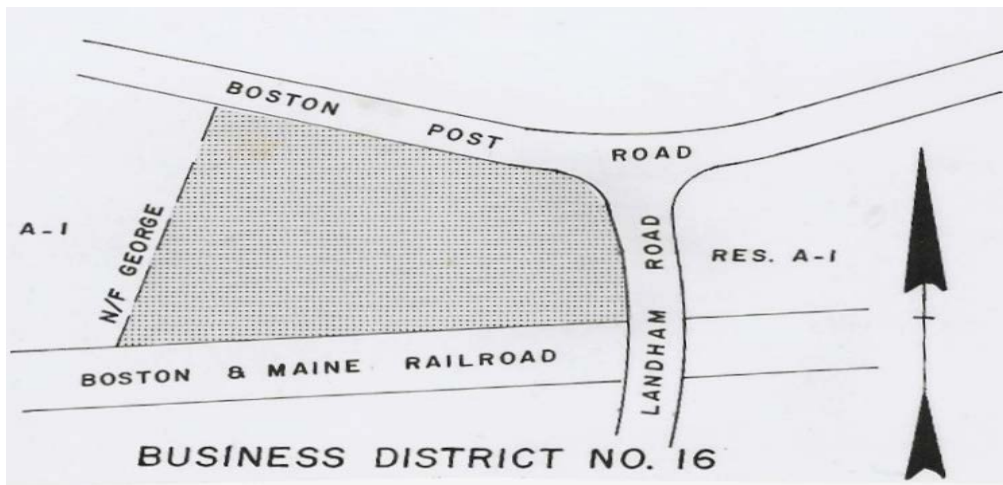 BOSTON POST ROAD
A-1
N/F GEORGE
LANDHAM ROAD
RES. A-1
BOSTON & MAINE RAILROAD
BUSINESS DISTRICT NO. 16